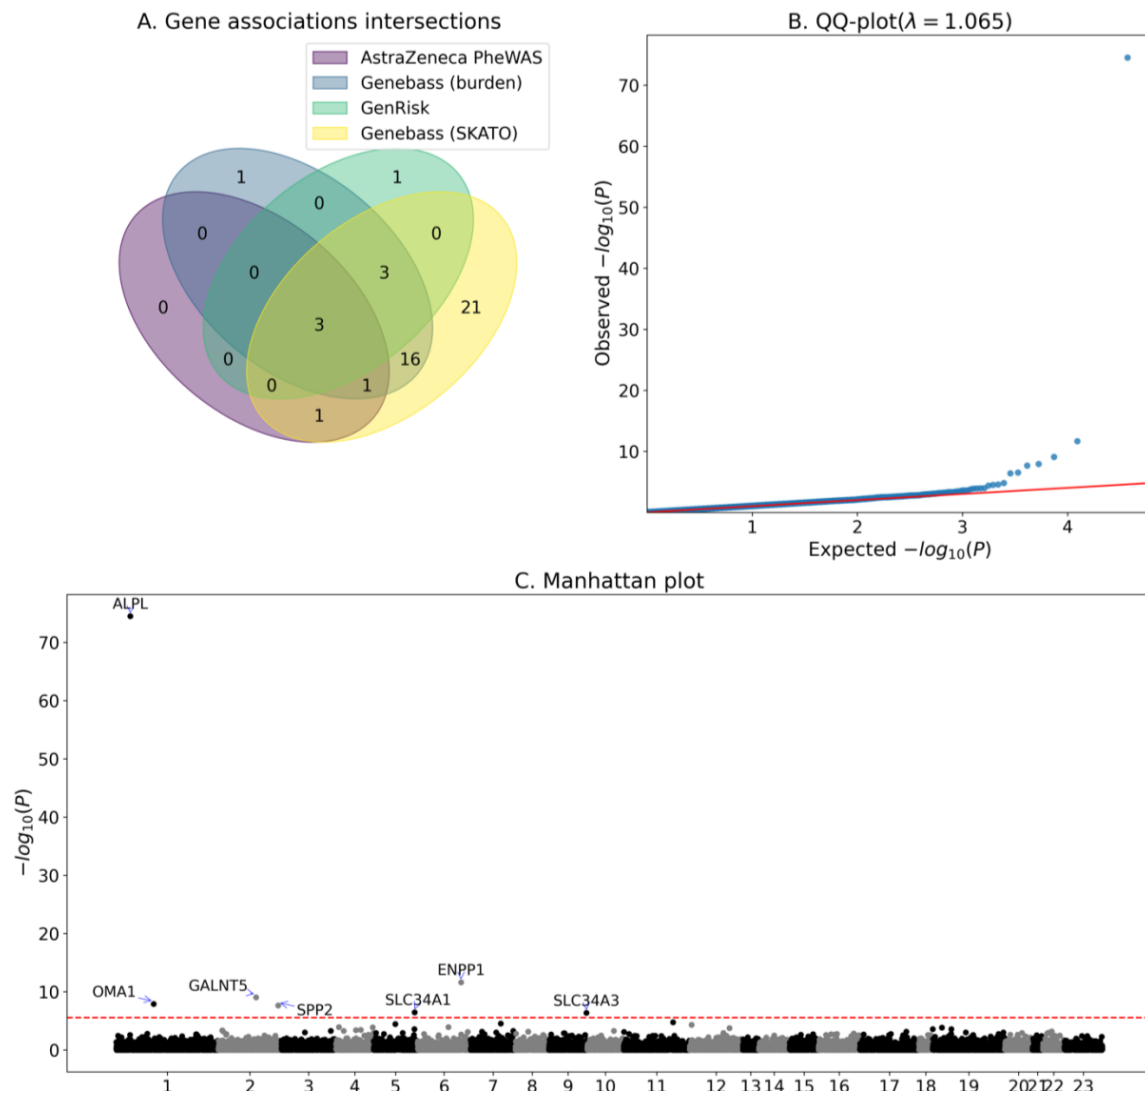 A. Gene associations intersections
AstraZeneca PheWAS
Genebass (burden)
GenRisk
Genebass (SKATO)
1
1
0
0
0
0
3
0
21
3
0
16
0
1
1
B. QQ-plot(λ = 1.065)
Observed −log₁₀(P)
70
60
50
40
30
20
10
1 2 3 4
Expected −log₁₀(P)
C. Manhattan plot
−log₁₀(P)
70
60
50
40
30
20
10
0
ALPL
ENPP1
GALNT5
OMA1
SLC34A1
SLC34A3
SPP2
1 2 3 4 5 6 7 8 9 10 11 12 13 14 15 16 17 18 19 20 21 22 23